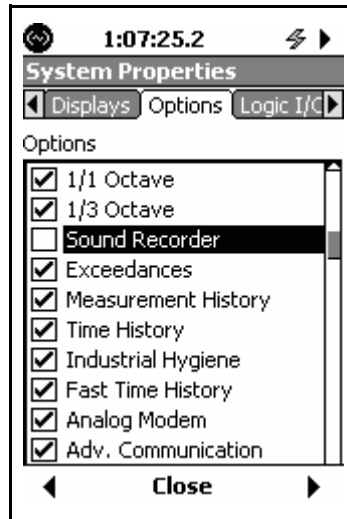 1:07:25.2
System Properties
Displays Options Logic I/O
Options
1/1 Octave
1/3 Octave
Sound Recorder
Exceedances
Measurement History
Time History
Industrial Hygiene
Fast Time History
Analog Modem
Adv. Communication
Close